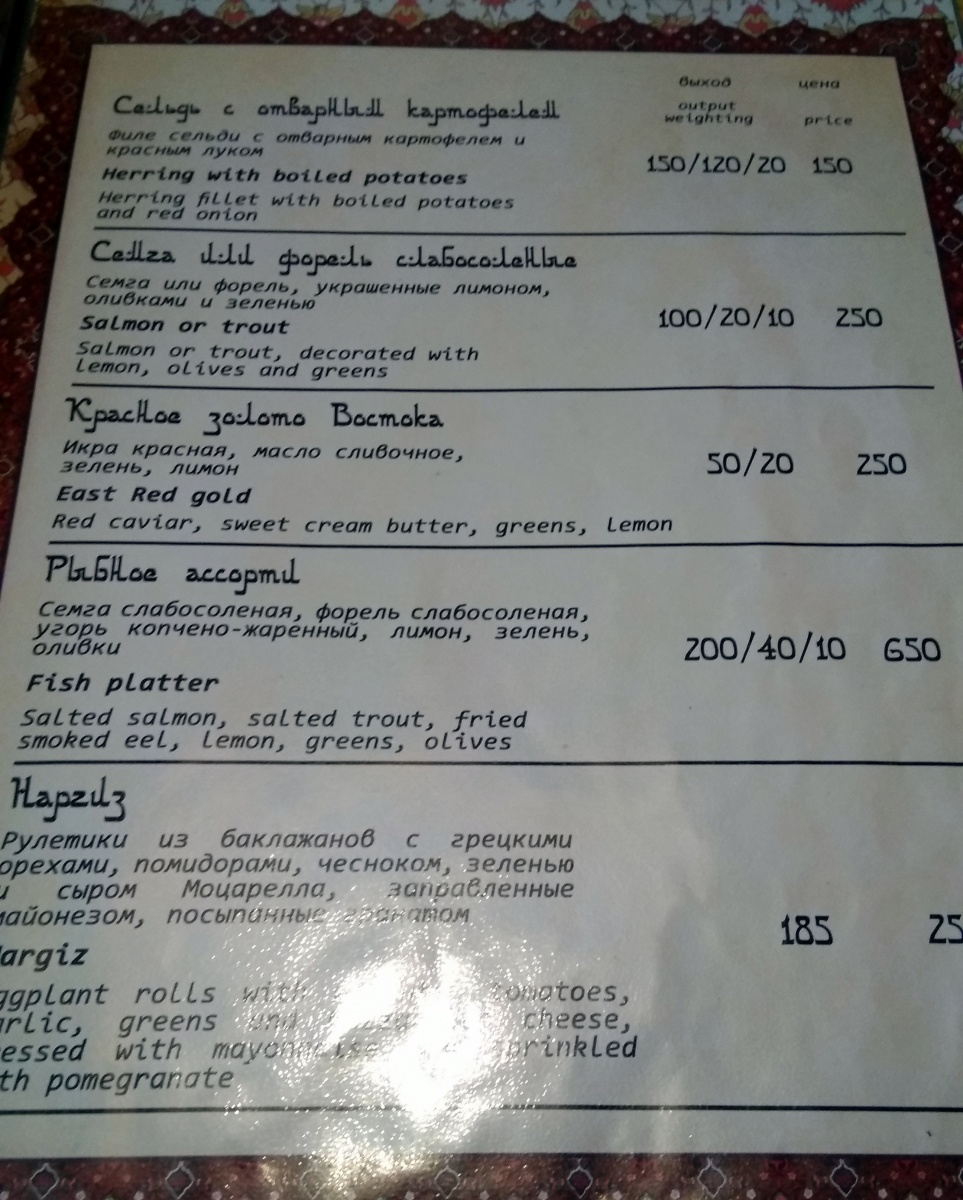 выход цена
output weighting price
Сельдь с отварным картофелем
Филе сельди с отварным картофелем и
красным луком
150/120/20 150
Herring with boiled potatoes
Herring fillet with boiled potatoes
and red onion
Семга или форель слабосоленые
Семга или форель, украшенные лимоном,
оливками и зеленью
100/20/10 250
Salmon or trout
Salmon or trout, decorated with
lemon, olives and greens
Красное золото Востока
Икра красная, масло сливочное,
зелень, лимон
50/20 250
East Red gold
Red caviar, sweet cream butter, greens, lemon
Рыбное ассорти
Семга слабосоленая, форель слабосоленая,
угорь копчено-жаренный, лимон, зелень,
оливки
200/40/10 650
Fish platter
Salted salmon, salted trout, fried
smoked eel, lemon, greens, olives
Наргиз
Рулетики из баклажанов с грецкими
орехами, помидорами, чесноком, зеленью
и сыром Моцарелла, заправленные
майонезом, посыпанные гранатом
185 25
argiz
ggplant rolls with tomatoes,
arlic, greens and cheese,
essed with sprinkled
th pomegranate